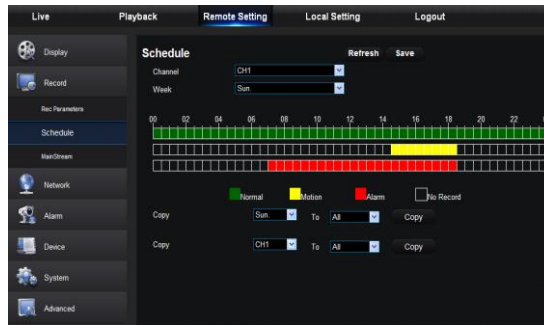 Live Playback Remote Setting Local Setting Logout
Display
Schedule Refresh Save
Channel CH1
Record
Week Sun.
Rec Parameters
00 02 04 06 08 10 12 14 16 18 20 22
Schedule
MainStream
Network
Normal Motion Alarm No Record
Alarm
Copy Sun. To All Copy
Device
Copy CH1 To All Copy
System
Advanced